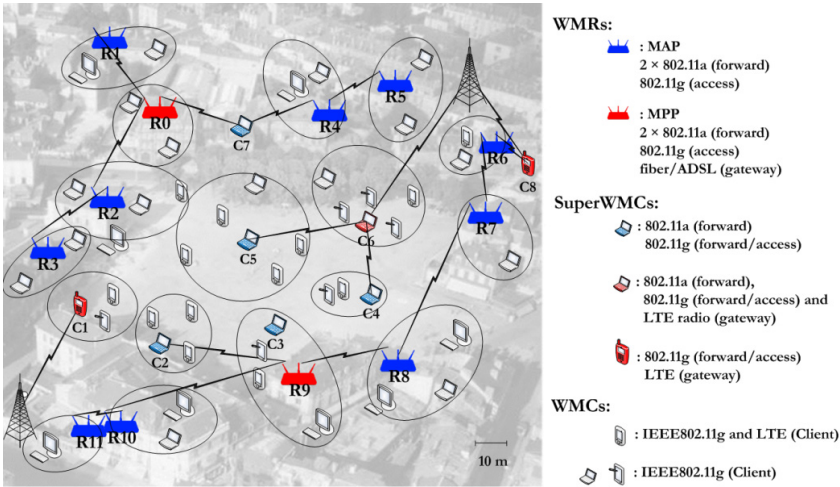 R1
R0
C7
R4
R5
R6
C8
R2
R7
C5
C6
R3
C1
C4
C2
C3
R9
R8
R11
R10
10 m
WMRs:
: MAP
2 × 802.11a (forward)
802.11g (access)
: MPP
2 × 802.11a (forward)
802.11g (access)
fiber/ADSL (gateway)
SuperWMCs:
: 802.11a (forward)
802.11g (forward/access)
: 802.11a (forward),
802.11g (forward/access) and
LTE radio (gateway)
: 802.11g (forward/access)
LTE (gateway)
WMCs:
: IEEE802.11g and LTE (Client)
: IEEE802.11g (Client)